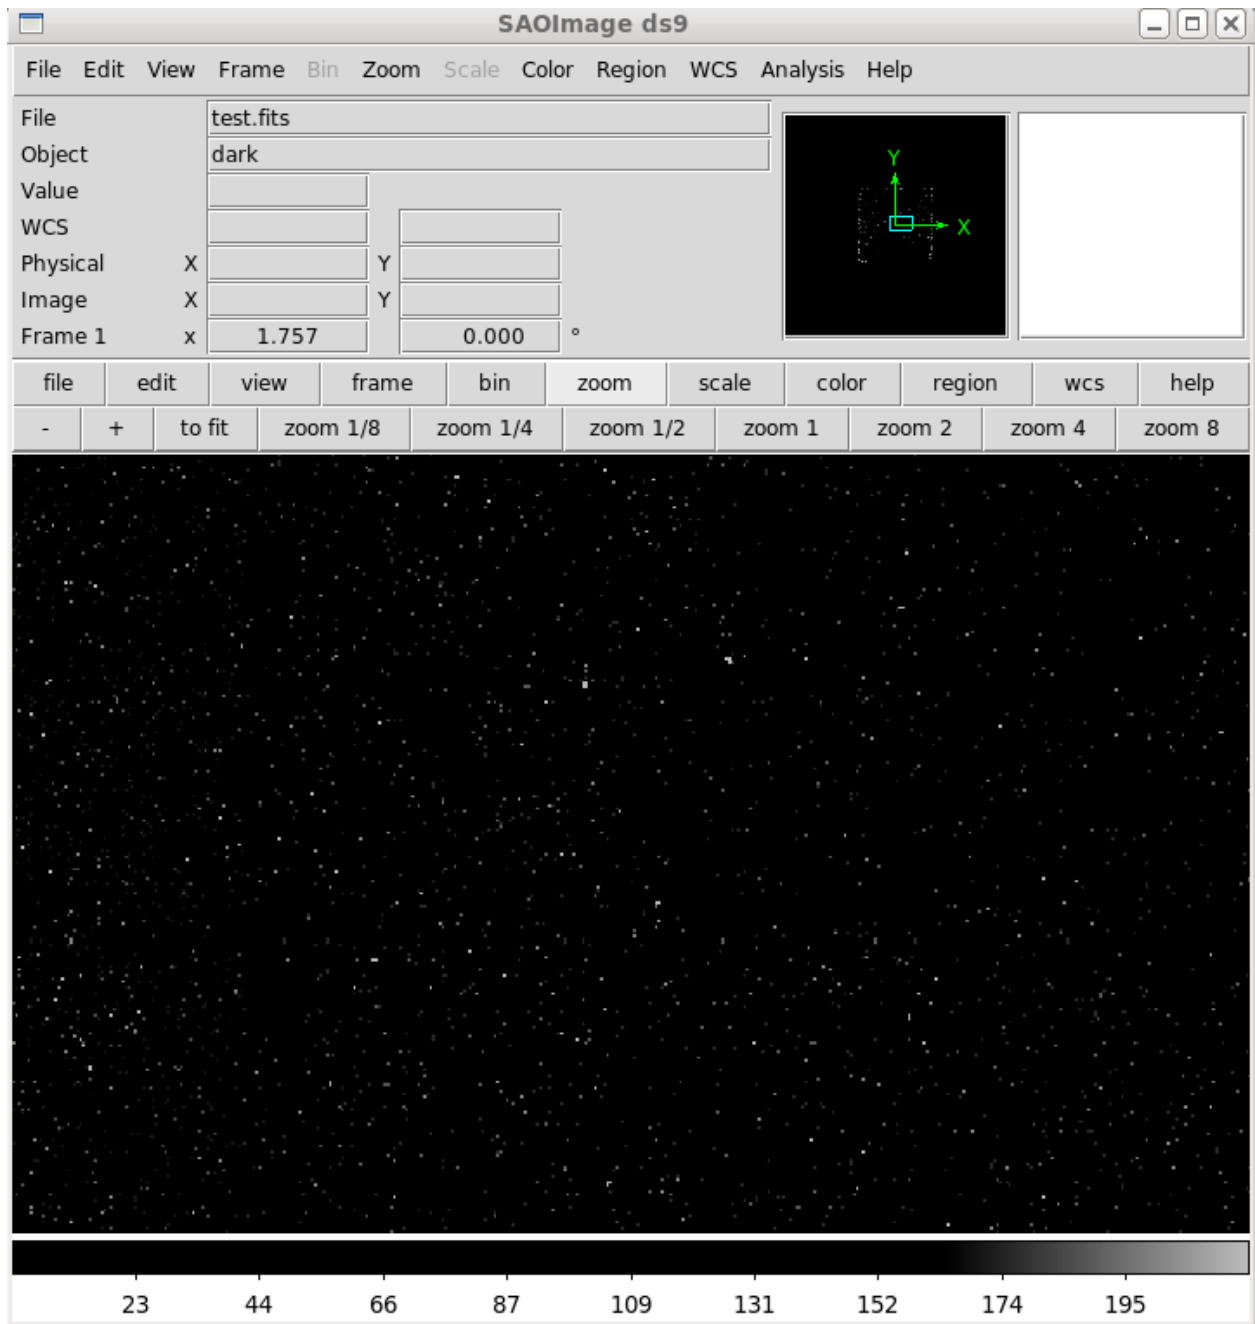 SAOImage ds9
File Edit View Frame Bin Zoom Scale Color Region WCS Analysis Help
File test.fits
Object dark
Value
WCS
Physical X Y
Image X Y
Frame 1 x 1.757 0.000 °
Y
X
file edit view frame bin zoom scale color region wcs help
- + to fit zoom 1/8 zoom 1/4 zoom 1/2 zoom 1 zoom 2 zoom 4 zoom 8
23 44 66 87 109 131 152 174 195